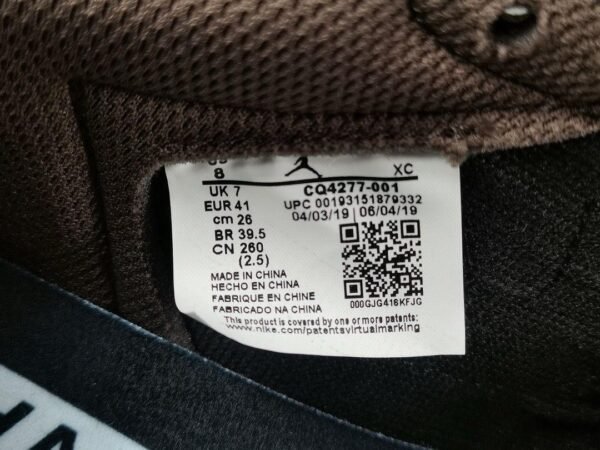 US
8
XC
UK 7
CQ4277-001
EUR 41
UPC 00193151879332
cm 26
04/03/19 | 06/04/19
BR 39.5
CN 260
(2.5)
MADE IN CHINA
HECHO EN CHINA
FABRIQUE EN CHINE
FABRICADO NA CHINA
000GJG416KFJG
This product is covered by one or more patents:
www.nike.com/patentsvirtualmarking